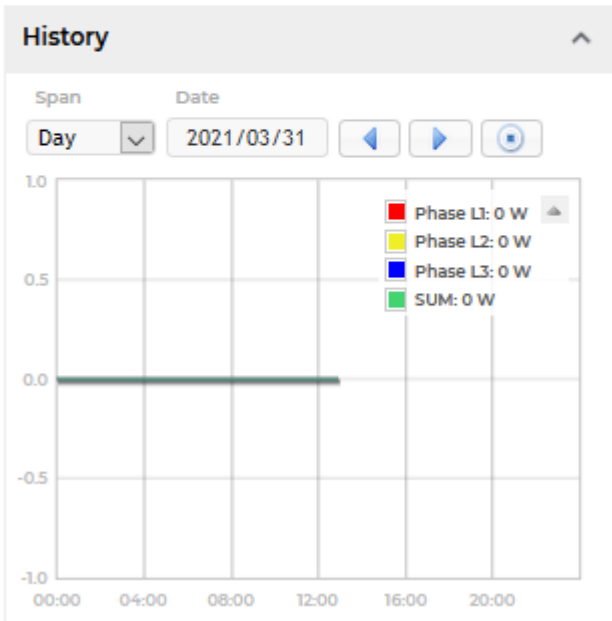 History
Span Date
Day 2021/03/31
1.0
Phase L1: 0 W
Phase L2: 0 W
0.5
Phase L3: 0 W
SUM: 0 W
0.0
-0.5
-1.0
00:00 04:00 08:00 12:00 16:00 20:00